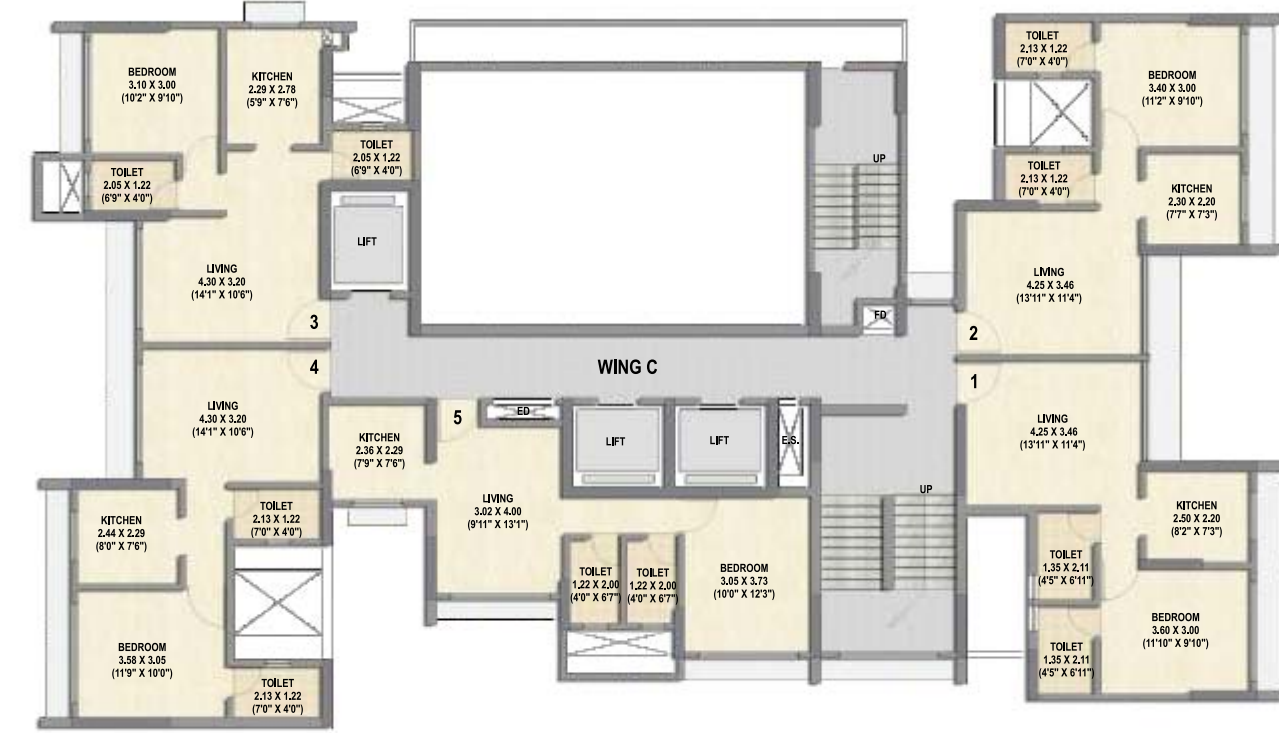 BEDROOM
3.10 X 3.00
(10'2" X 9'10")
KITCHEN
2.29 X 2.78
(5'9" X 7'6")
TOILET
2.05 X 1.22
(6'9" X 4'0")
TOILET
2.05 X 1.22
(6'9" X 4'0")
LIFT
LIVING
4.30 X 3.20
(14'1" X 10'6")
3
UP
FD
TOILET
2.13 X 1.22
(7'0" X 4'0")
BEDROOM
3.40 X 3.00
(11'2" X 9'10")
TOILET
2.13 X 1.22
(7'0" X 4'0")
KITCHEN
2.30 X 2.20
(7'7" X 7'3")
LIVING
4.25 X 3.46
(13'11" X 11'4")
2
WING C
4
LIVING
4.30 X 3.20
(14'1" X 10'6")
KITCHEN
2.44 X 2.29
(8'0" X 7'6")
TOILET
2.13 X 1.22
(7'0" X 4'0")
BEDROOM
3.58 X 3.05
(11'9" X 10'0")
TOILET
2.13 X 1.22
(7'0" X 4'0")
5
ED
KITCHEN
2.36 X 2.29
(7'9" X 7'6")
LIVING
3.02 X 4.00
(9'11" X 13'1")
LIFT
LIFT
E.S.
TOILET
1.22 X 2.00
(4'0" X 6'7")
TOILET
1.22 X 2.00
(4'0" X 6'7")
BEDROOM
3.05 X 3.73
(10'0" X 12'3")
UP
1
LIVING
4.25 X 3.46
(13'11" X 11'4")
KITCHEN
2.50 X 2.20
(8'2" X 7'3")
TOILET
1.35 X 2.11
(4'5" X 6'11")
TOILET
1.35 X 2.11
(4'5" X 6'11")
BEDROOM
3.60 X 3.00
(11'10" X 9'10")